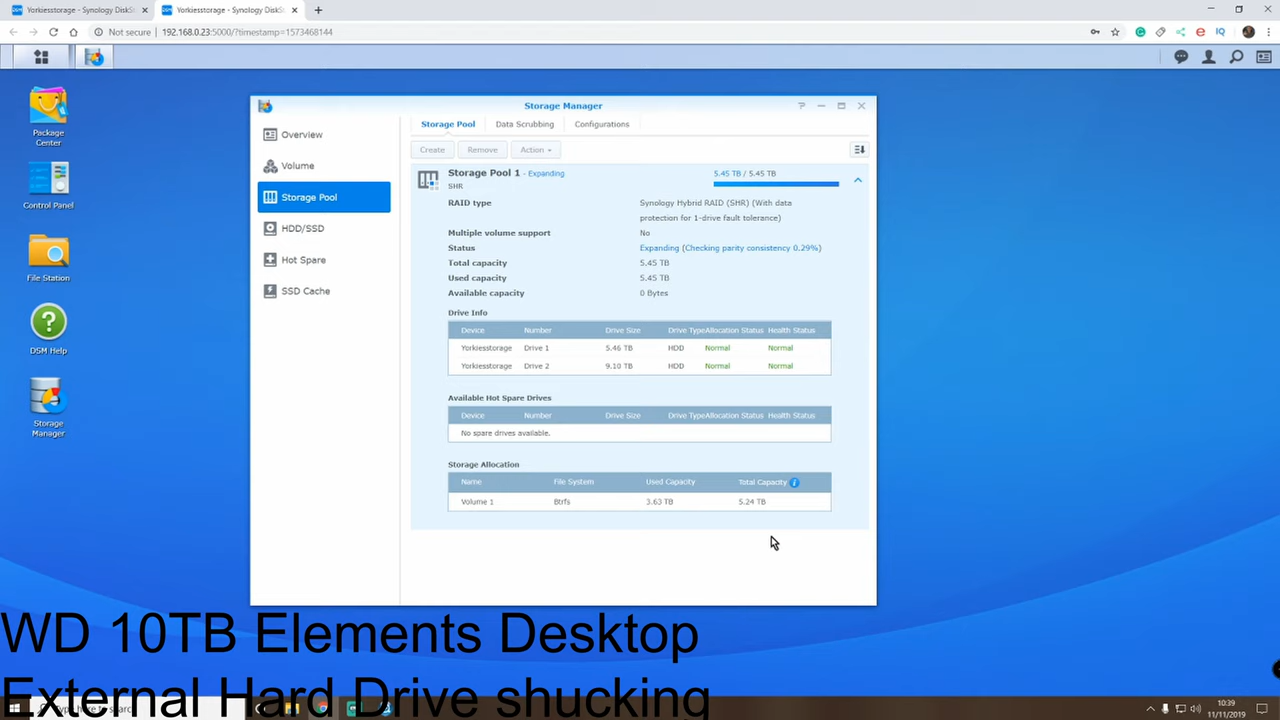 Yorkiesstorage - Synology DiskSt
Yorkiesstorage - Synology DiskSt
Not secure
192.168.0.23:5000/?timestamp=1573468144
IQ
Package Center
Control Panel
File Station
DSM Help
Storage Manager
Storage Manager
Overview
Volume
Storage Pool
HDD/SSD
Hot Spare
SSD Cache
Storage Pool Data Scrubbing Configurations
Create Remove Action
Storage Pool 1 - Expanding 5.45 TB / 5.45 TB
SHR
RAID type Synology Hybrid RAID (SHR) (With data
protection for 1-drive fault tolerance)
Multiple volume support No
Status Expanding (Checking parity consistency 0.29%)
Total capacity 5.45 TB
Used capacity 5.45 TB
Available capacity 0 Bytes
Drive Info
Device Number Drive Size Drive Type Allocation Status Health Status
Yorkiesstorage Drive 1 5.46 TB HDD Normal Normal
Yorkiesstorage Drive 2 9.10 TB HDD Normal Normal
Available Hot Spare Drives
Device Number Drive Size Drive Type Allocation Status Health Status
No spare drives available.
Storage Allocation
Name File System Used Capacity Total Capacity
Volume 1 Btrfs 3.63 TB 5.24 TB
WD 10TB Elements Desktop
External Hard Drive shucking
10:39
11/11/2019